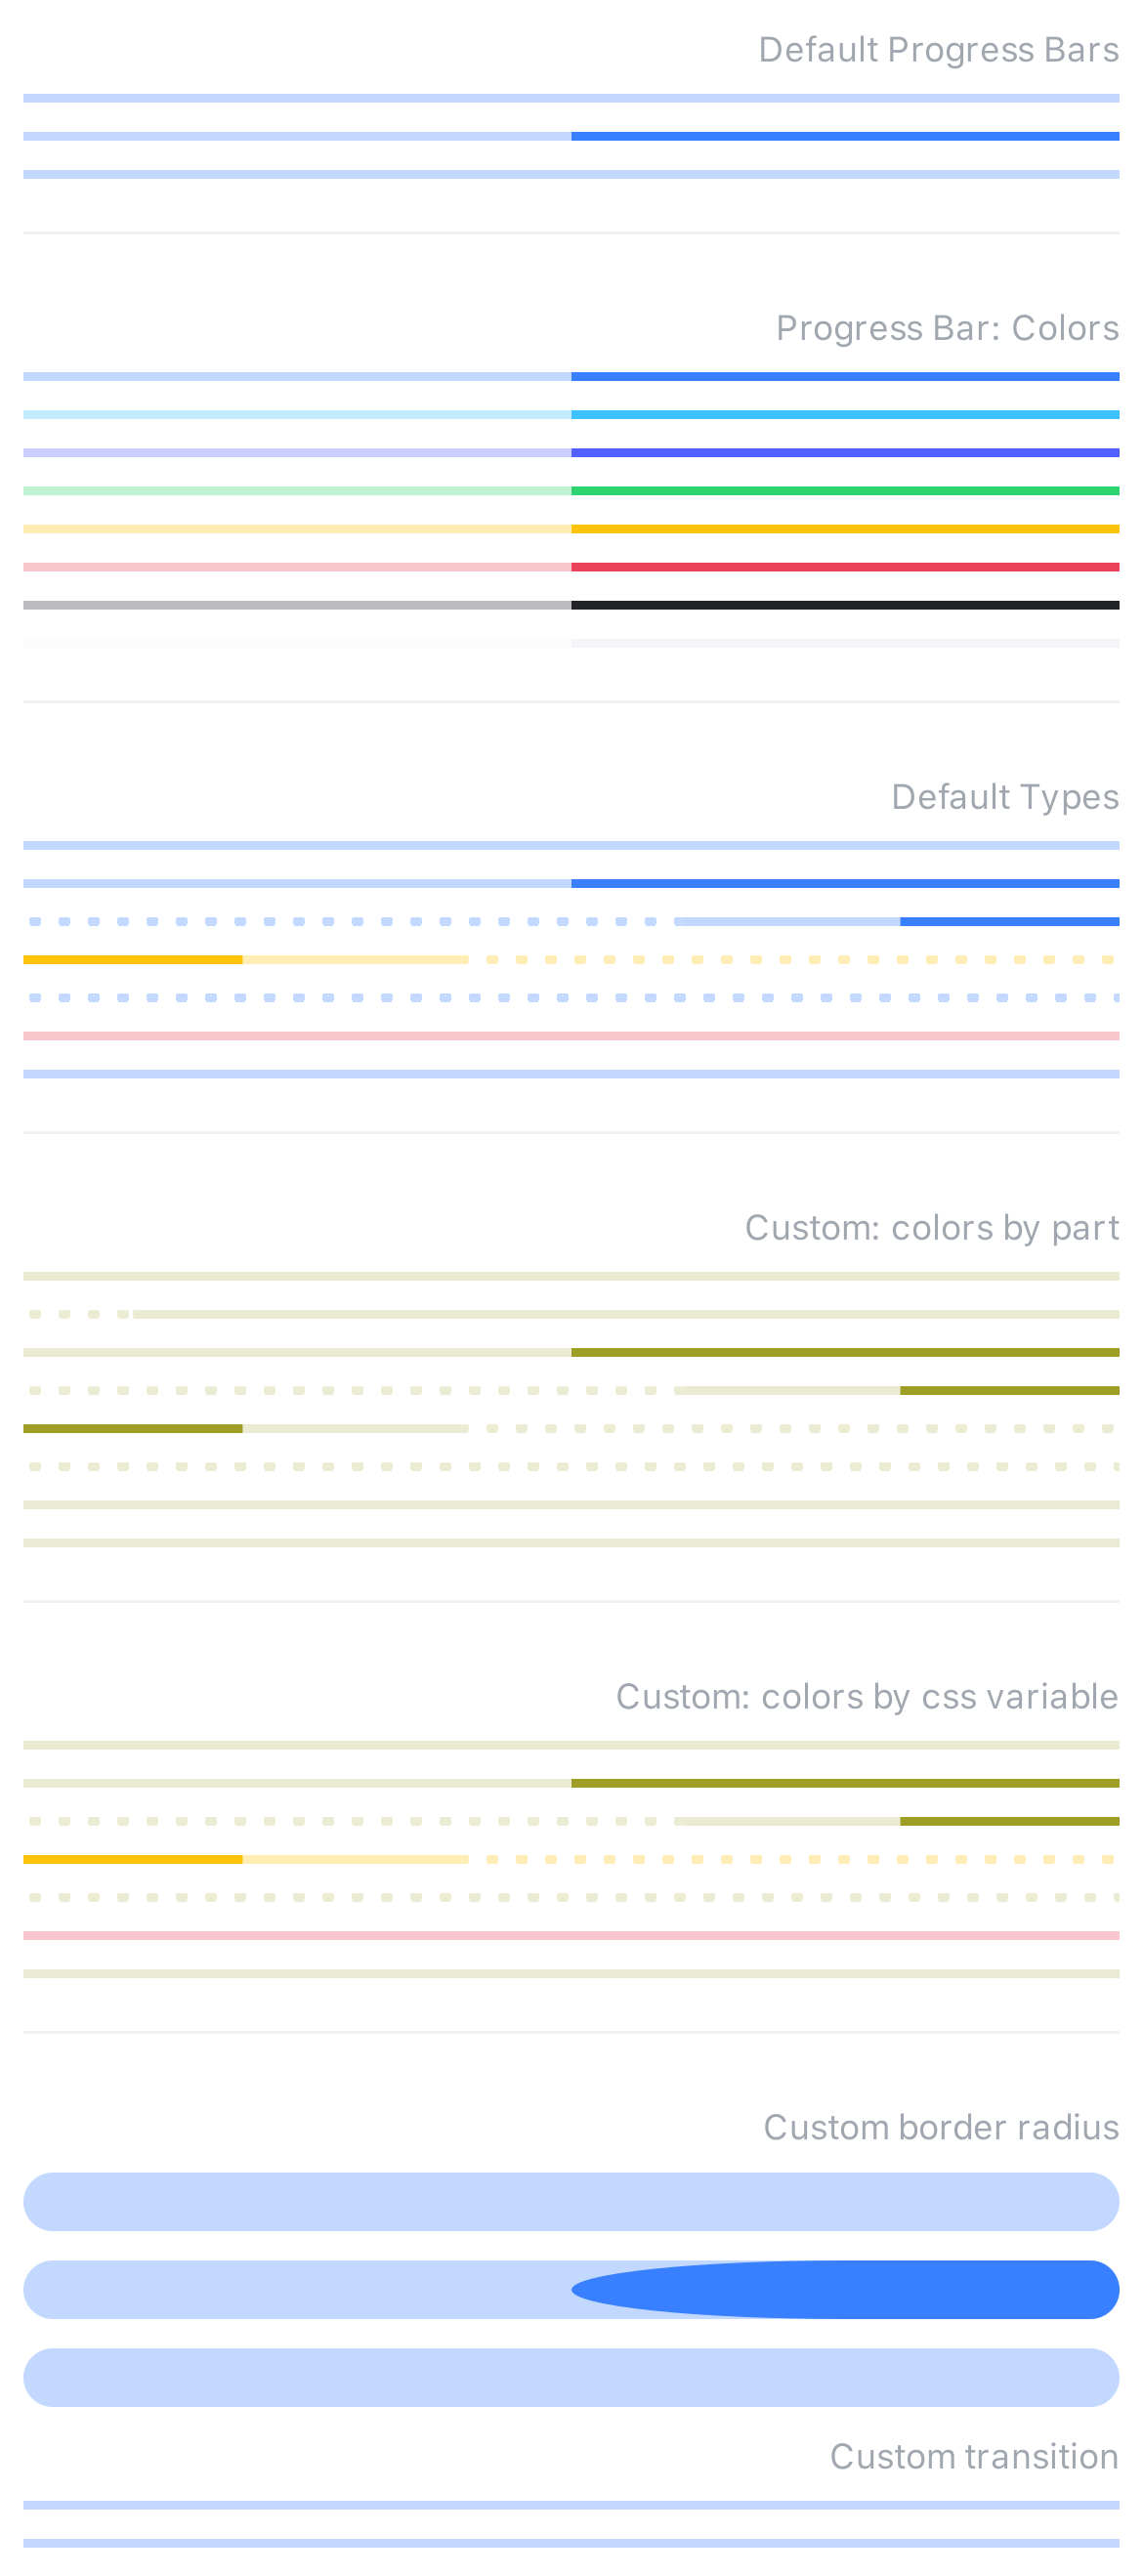 Default Progress Bars
Progress Bar: Colors
Default Types
Custom: colors by part
Custom: colors by css variable
Custom border radius
Custom transition